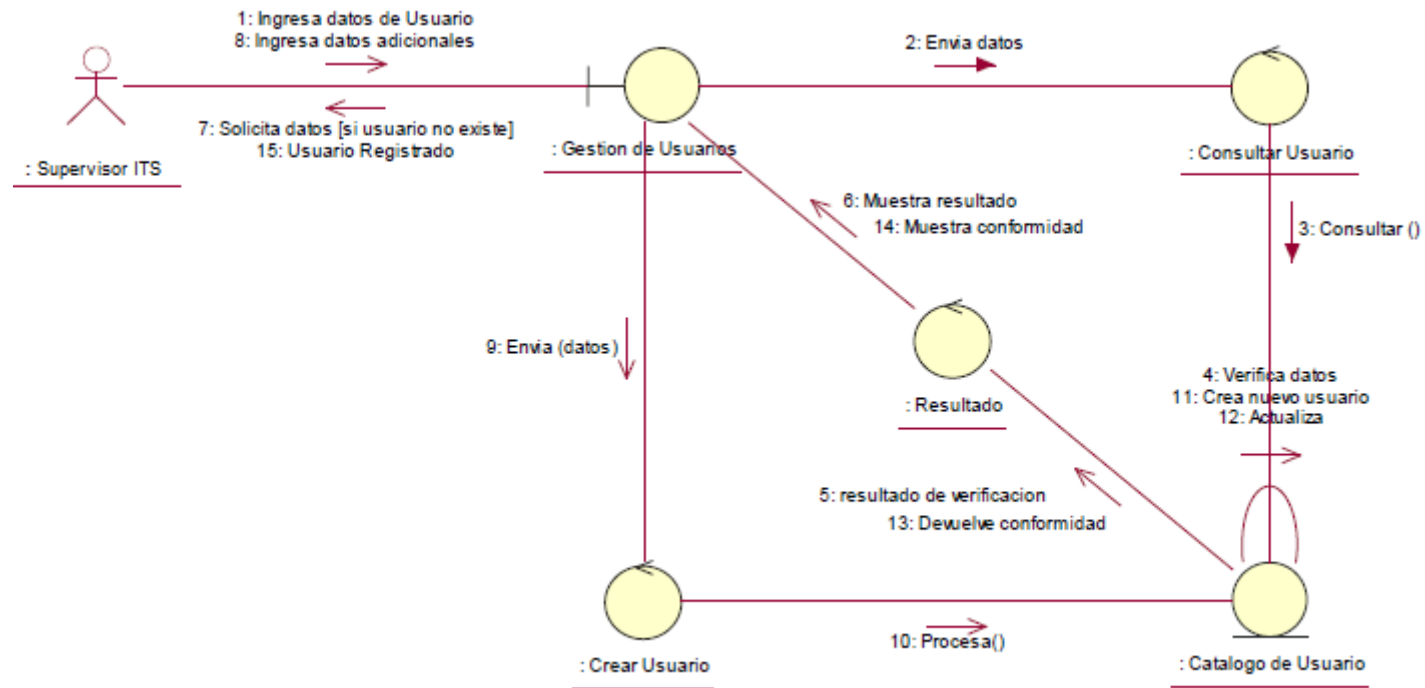 1: Ingresa datos de Usuario
8: Ingresa datos adicionales
2: Envia datos
7: Solicita datos [si usuario no existe]
15: Usuario Registrado
: Supervisor ITS
: Gestion de Usuarios
: Consultar Usuario
6: Muestra resultado
14: Muestra conformidad
3: Consultar ()
9: Envia (datos)
: Resultado
4: Verifica datos
11: Crea nuevo usuario
12: Actualiza
5: resultado de verificacion
13: Devuelve conformidad
10: Procesa()
: Crear Usuario
: Catalogo de Usuario